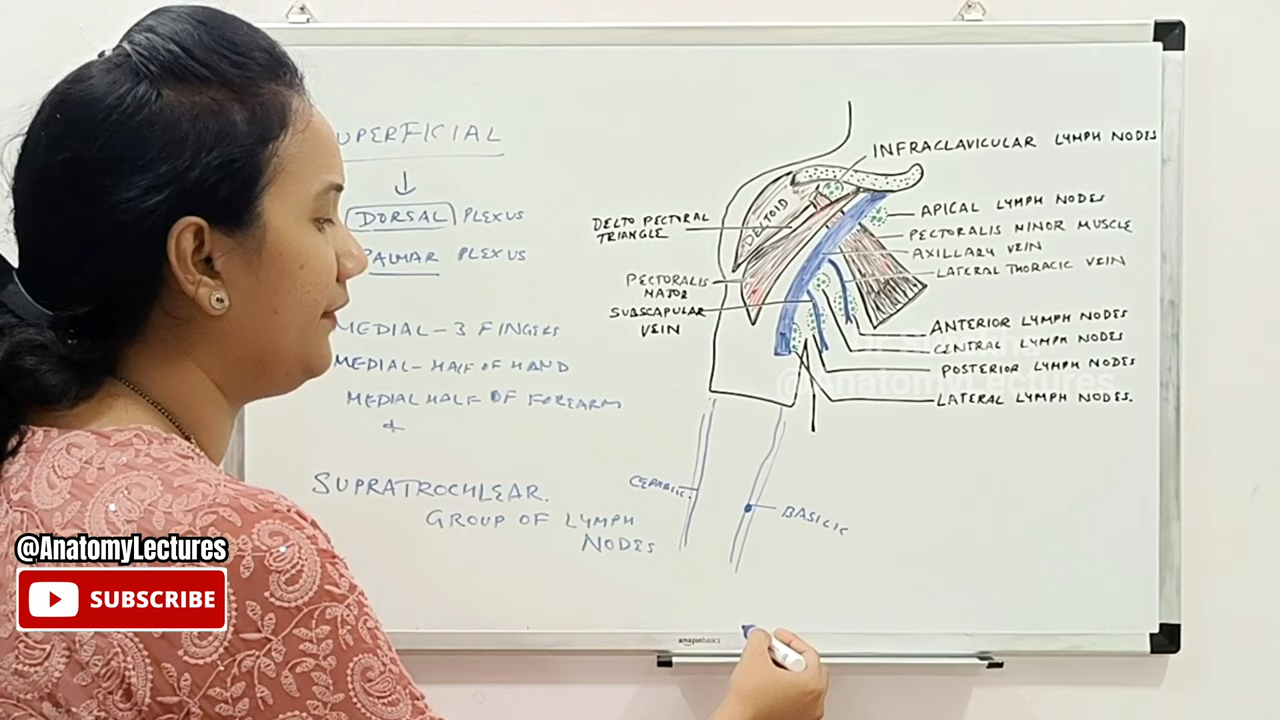 UPERFICIAL
DORSAL PLEXUS
PALMAR PLEXUS
MEDIAL - 3 FINGERS
MEDIAL - HALF OF HAND
MEDIAL HALF OF FOREARM
&
SUPRATROCHLEAR.
GROUP OF LYMPH
NODES
INFRACLAVICULAR LYMPH NODES
DELTOID
DELTO PECTORAL
TRIANGLE
PECTORALIS
MAJOR
SUBSCAPULAR
VEIN
APICAL LYMPH NODES
PECTORALIS MINOR MUSCLE
AXILLARY VEIN
LATERAL THORACIC VEIN
ANTERIOR LYMPH NODES
CENTRAL LYMPH NODES
POSTERIOR LYMPH NODES
LATERAL LYMPH NODES.
CEPHALIC.
BASILIC
@AnatomyLectures
@AnatomyLectures
SUBSCRIBE
amazonbasics